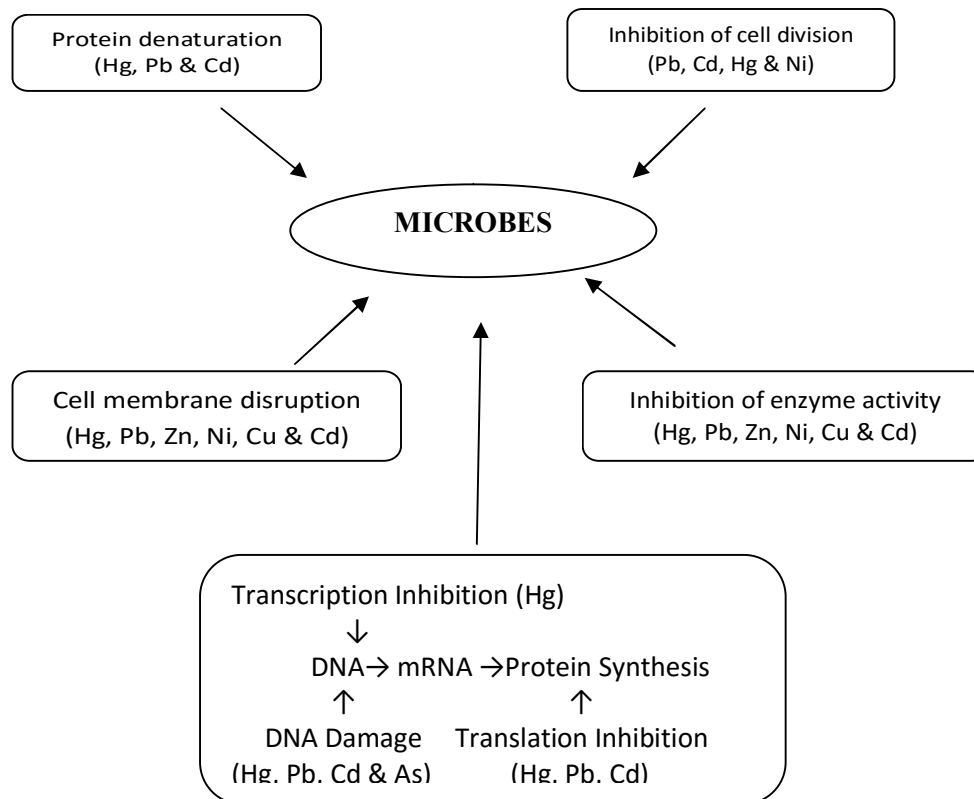 Protein denaturation
(Hg, Pb & Cd)
Inhibition of cell division
(Pb, Cd, Hg & Ni)
MICROBES
Cell membrane disruption
(Hg, Pb, Zn, Ni, Cu & Cd)
Inhibition of enzyme activity
(Hg, Pb, Zn, Ni, Cu & Cd)
Transcription Inhibition (Hg)
↓
DNA→ mRNA →Protein Synthesis
↑ ↑
DNA Damage Translation Inhibition
(Hg, Pb, Cd & As) (Hg, Pb, Cd)